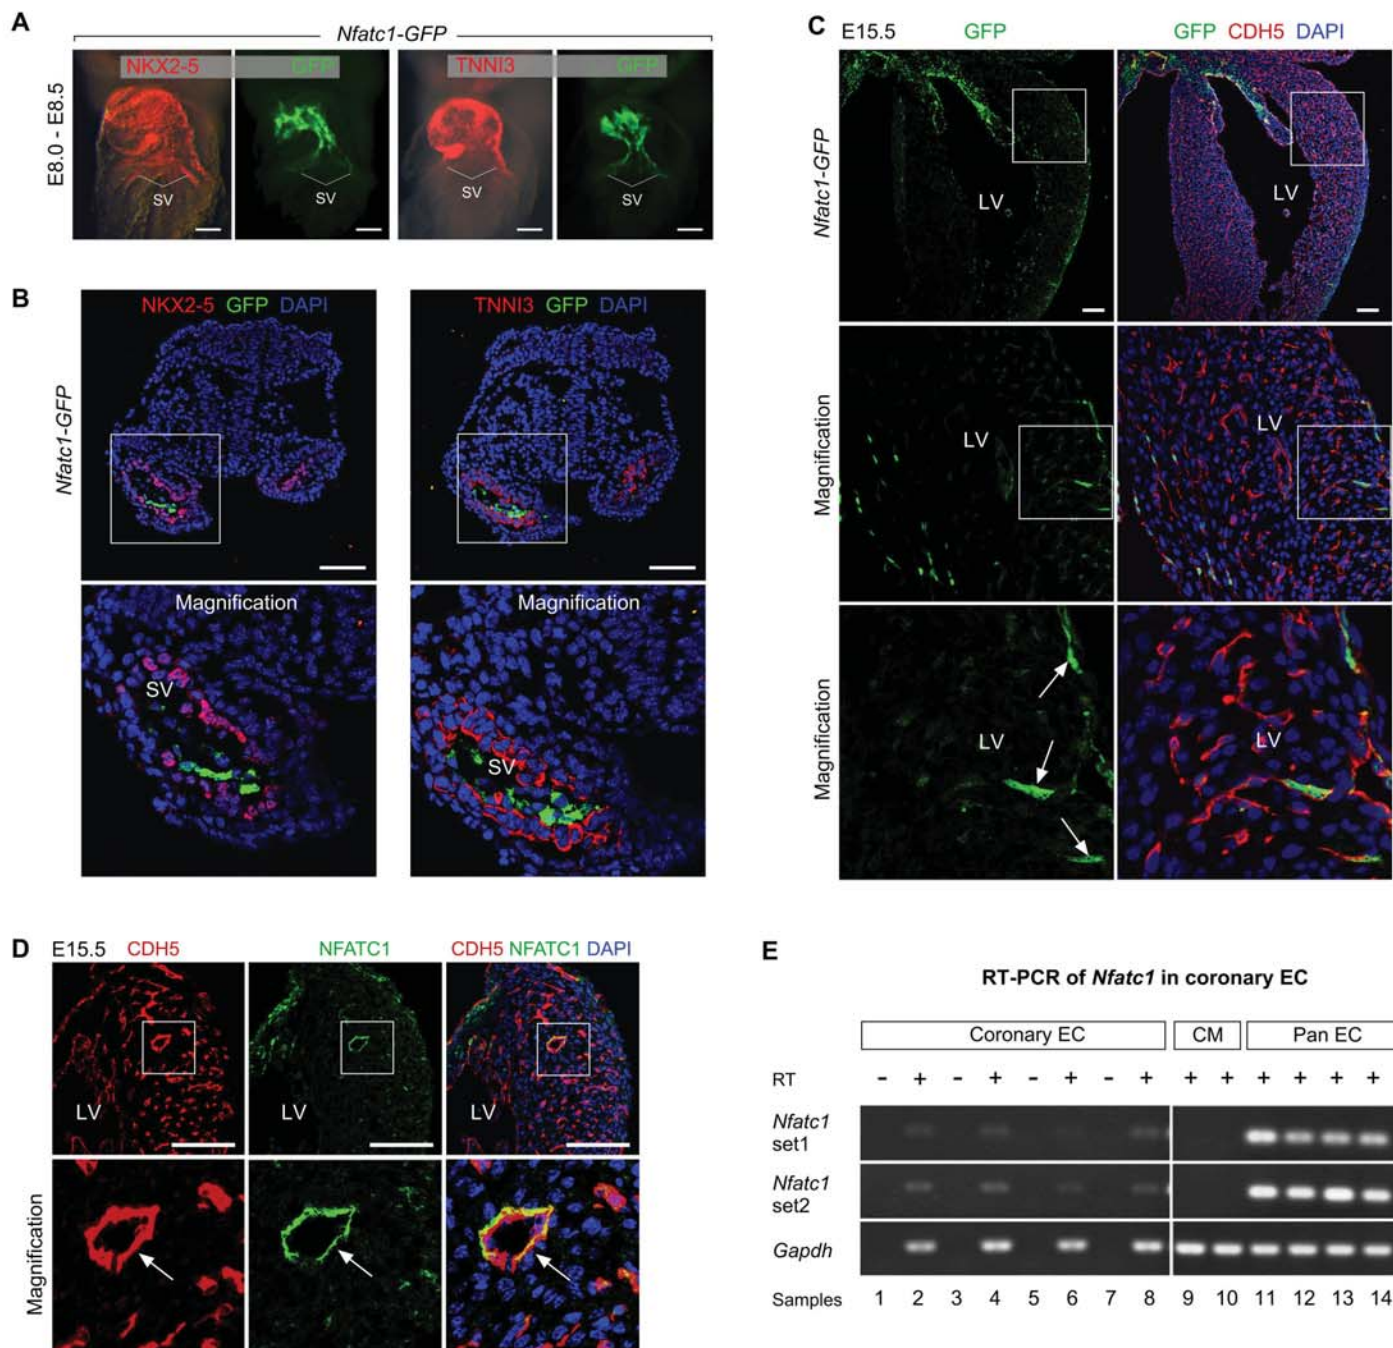 A
Nfatc1-GFP
E8.0 - E8.5
NKX2-5 GFP TNNI3 GFP
SV SV SV SV
B
Nfatc1-GFP
NKX2-5 GFP DAPI TNNI3 GFP DAPI
Magnification Magnification
SV SV
C
E15.5 GFP GFP CDH5 DAPI
Nfatc1-GFP
LV LV
Magnification
LV LV
Magnification
LV LV
D
E15.5 CDH5 NFATC1 CDH5 NFATC1 DAPI
LV LV LV
Magnification
E
RT-PCR of Nfatc1 in coronary EC
Coronary EC CM Pan EC
RT - + - + - + - + + + + + + +
Nfatc1
set1
Nfatc1
set2
Gapdh
Samples 1 2 3 4 5 6 7 8 9 10 11 12 13 14